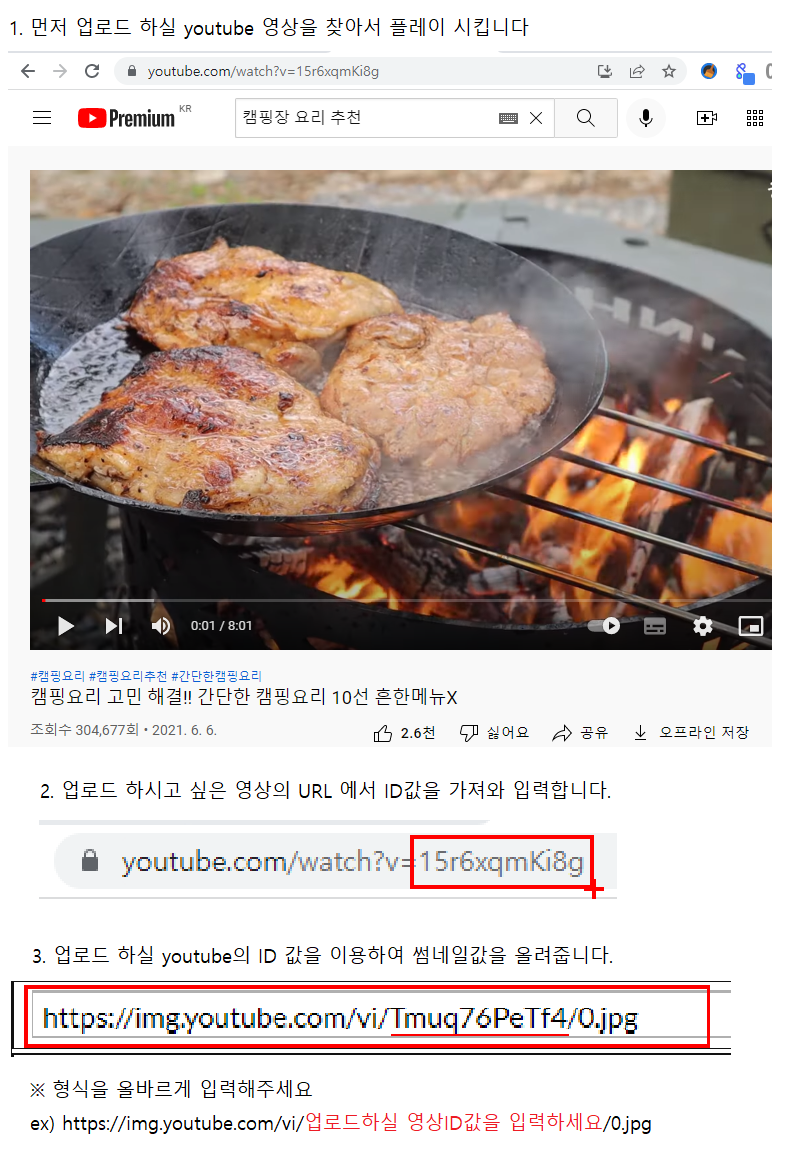 1. 먼저 업로드 하실 youtube 영상을 찾아서 플레이 시킵니다
youtube.com/watch?v=15r6xqmKi8g
Premium KR
캠핑장 요리 추천
0:01 / 8:01
#캠핑요리 #캠핑요리추천 #간단한캠핑요리
캠핑요리 고민 해결!! 간단한 캠핑요리 10선 흔한메뉴X
조회수 304,677회 • 2021. 6. 6.
2.6천 싫어요 공유 오프라인 저장
2. 업로드 하시고 싶은 영상의 URL 에서 ID값을 가져와 입력합니다.
youtube.com/watch?v=15r6xqmKi8g
3. 업로드 하실 youtube의 ID 값을 이용하여 썸네일값을 올려줍니다.
https://img.youtube.com/vi/Tmuq76PeTf4/0.jpg
※ 형식을 올바르게 입력해주세요
ex) https://img.youtube.com/vi/업로드하실 영상ID값을 입력하세요/0.jpg